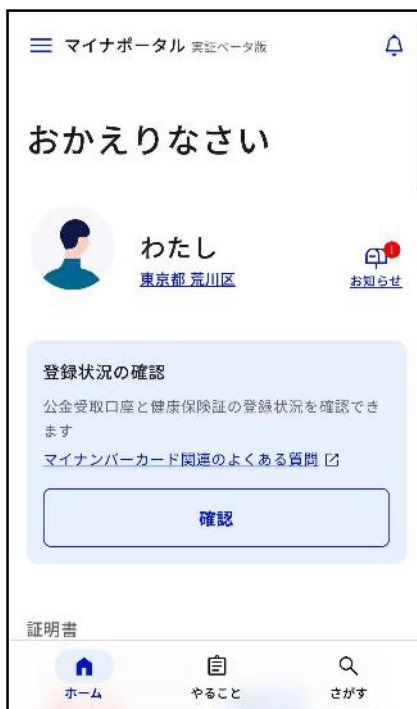 マイナポータル 実証ベータ版
おかえりなさい
わたし
東京都 荒川区
1
お知らせ
登録状況の確認
公金受取口座と健康保険証の登録状況を確認でき
ます
マイナンバーカード関連のよくある質問
確認
証明書
ホーム やること さがす